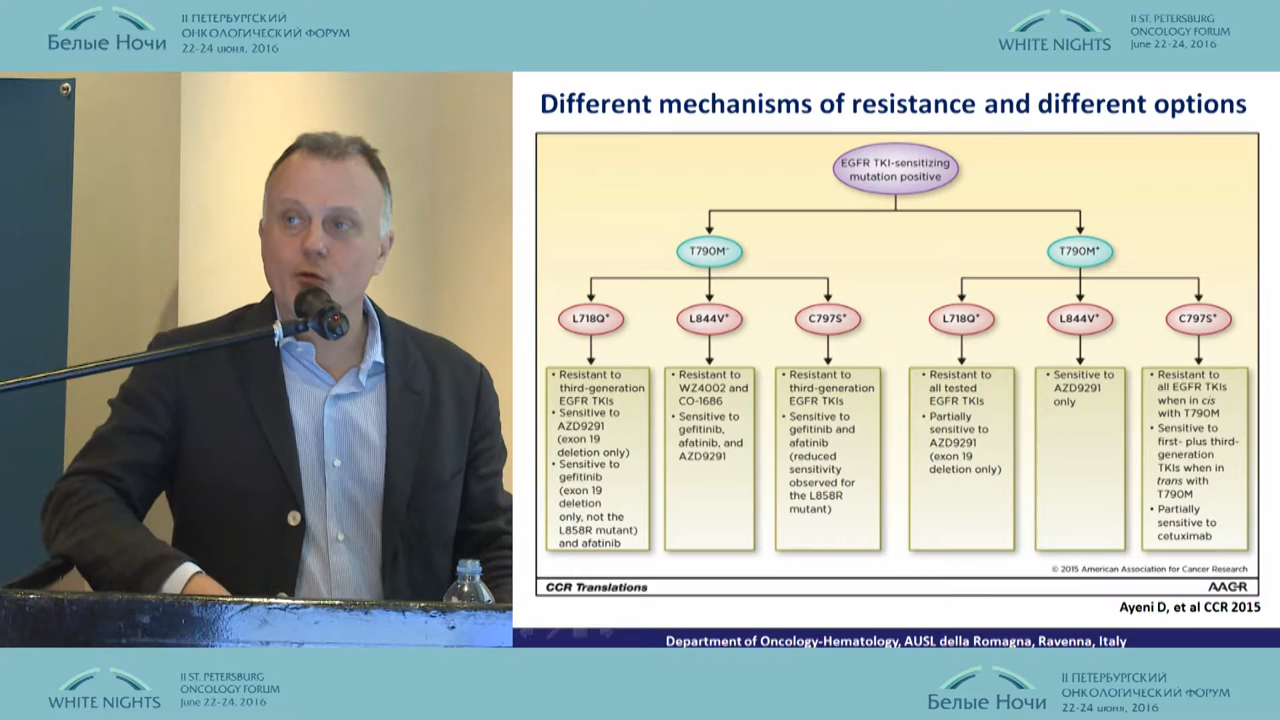 Белые Ночи
II ПЕТЕРБУРГСКИЙ
ОНКОЛОГИЧЕСКИЙ ФОРУМ
22-24 июня, 2016
WHITE NIGHTS
II ST. PETERSBURG
ONCOLOGY FORUM
June 22-24, 2016
Different mechanisms of resistance and different options
EGFR TKI-sensitizing
mutation positive
T790M⁻
T790M⁺
L718Q⁺
L844V⁺
C797S⁺
L718Q⁺
L844V⁺
C797S⁺
• Resistant to
third-generation
EGFR TKIs
• Sensitive to
AZD9291
(exon 19
deletion only)
• Sensitive to
gefitinib
(exon 19
deletion
only, not the
L858R mutant)
and afatinib
• Resistant to
WZ4002 and
CO-1686
• Sensitive to
gefitinib,
afatinib, and
AZD9291
• Resistant to
third-generation
EGFR TKIs
• Sensitive to
gefitinib and
afatinib
(reduced
sensitivity
observed for
the L858R
mutant)
• Resistant to
all tested
EGFR TKIs
• Partially
sensitive to
AZD9291
(exon 19
deletion only)
• Sensitive to
AZD9291
only
• Resistant to
all EGFR TKIs
when in cis
with T790M
• Sensitive to
first- plus third-
generation
TKIs when in
trans with
T790M
• Partially
sensitive to
cetuximab
© 2015 American Association for Cancer Research
CCR Translations
AACR
Ayeni D, et al CCR 2015
Department of Oncology-Hematology, AUSL della Romagna, Ravenna, Italy
WHITE NIGHTS
II ST. PETERSBURG
ONCOLOGY FORUM
June 22-24, 2016
Белые Ночи
II ПЕТЕРБУРГСКИЙ
ОНКОЛОГИЧЕСКИЙ ФОРУМ
22-24 июня, 2016